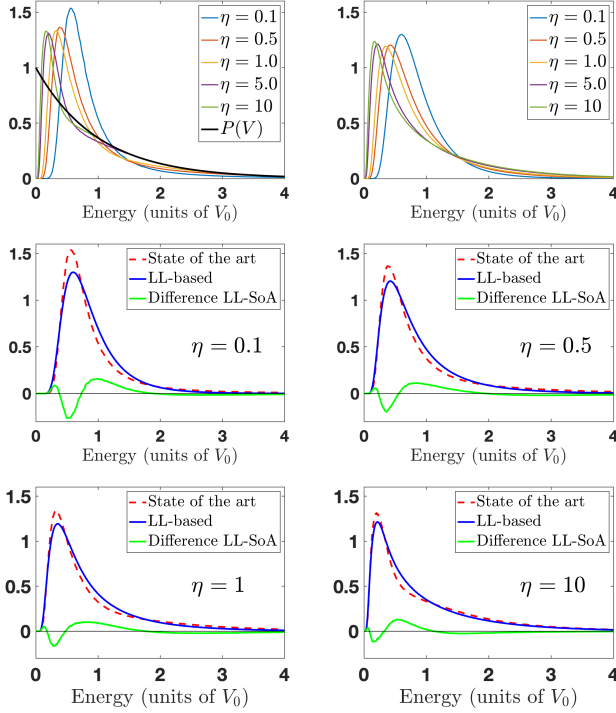 1.5
1
0.5
0
0 1 2 3 4
Energy (units of V₀)
η = 0.1
η = 0.5
η = 1.0
η = 5.0
η = 10
P(V)
1.5
1
0.5
0
0 1 2 3 4
Energy (units of V₀)
η = 0.1
η = 0.5
η = 1.0
η = 5.0
η = 10
1.5
1
0.5
0
0 1 2 3 4
Energy (units of V₀)
State of the art
LL-based
Difference LL-SoA
η = 0.1
1.5
1
0.5
0
0 1 2 3 4
Energy (units of V₀)
State of the art
LL-based
Difference LL-SoA
η = 0.5
1.5
1
0.5
0
0 1 2 3 4
Energy (units of V₀)
State of the art
LL-based
Difference LL-SoA
η = 1
1.5
1
0.5
0
0 1 2 3 4
Energy (units of V₀)
State of the art
LL-based
Difference LL-SoA
η = 10